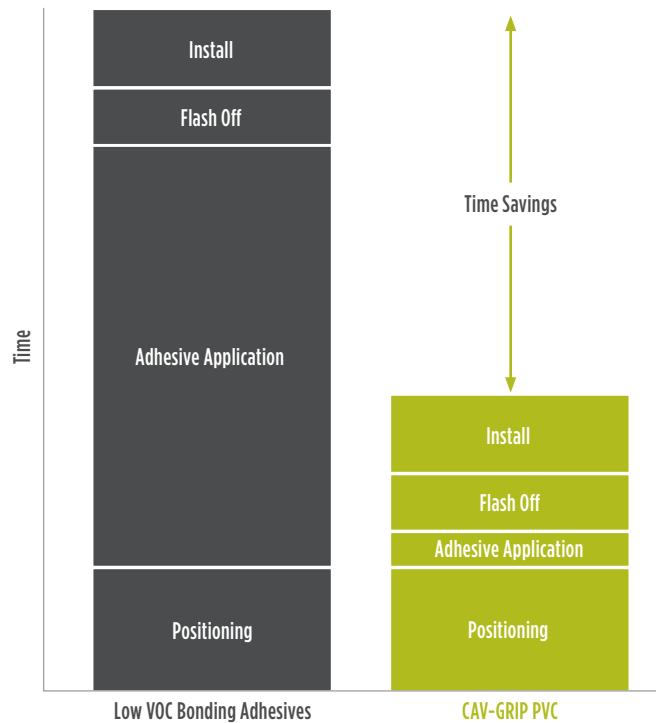 Install
Flash Off
Adhesive Application
Positioning
Time
Time Savings
Install
Flash Off
Adhesive Application
Positioning
Low VOC Bonding Adhesives
CAV-GRIP PVC